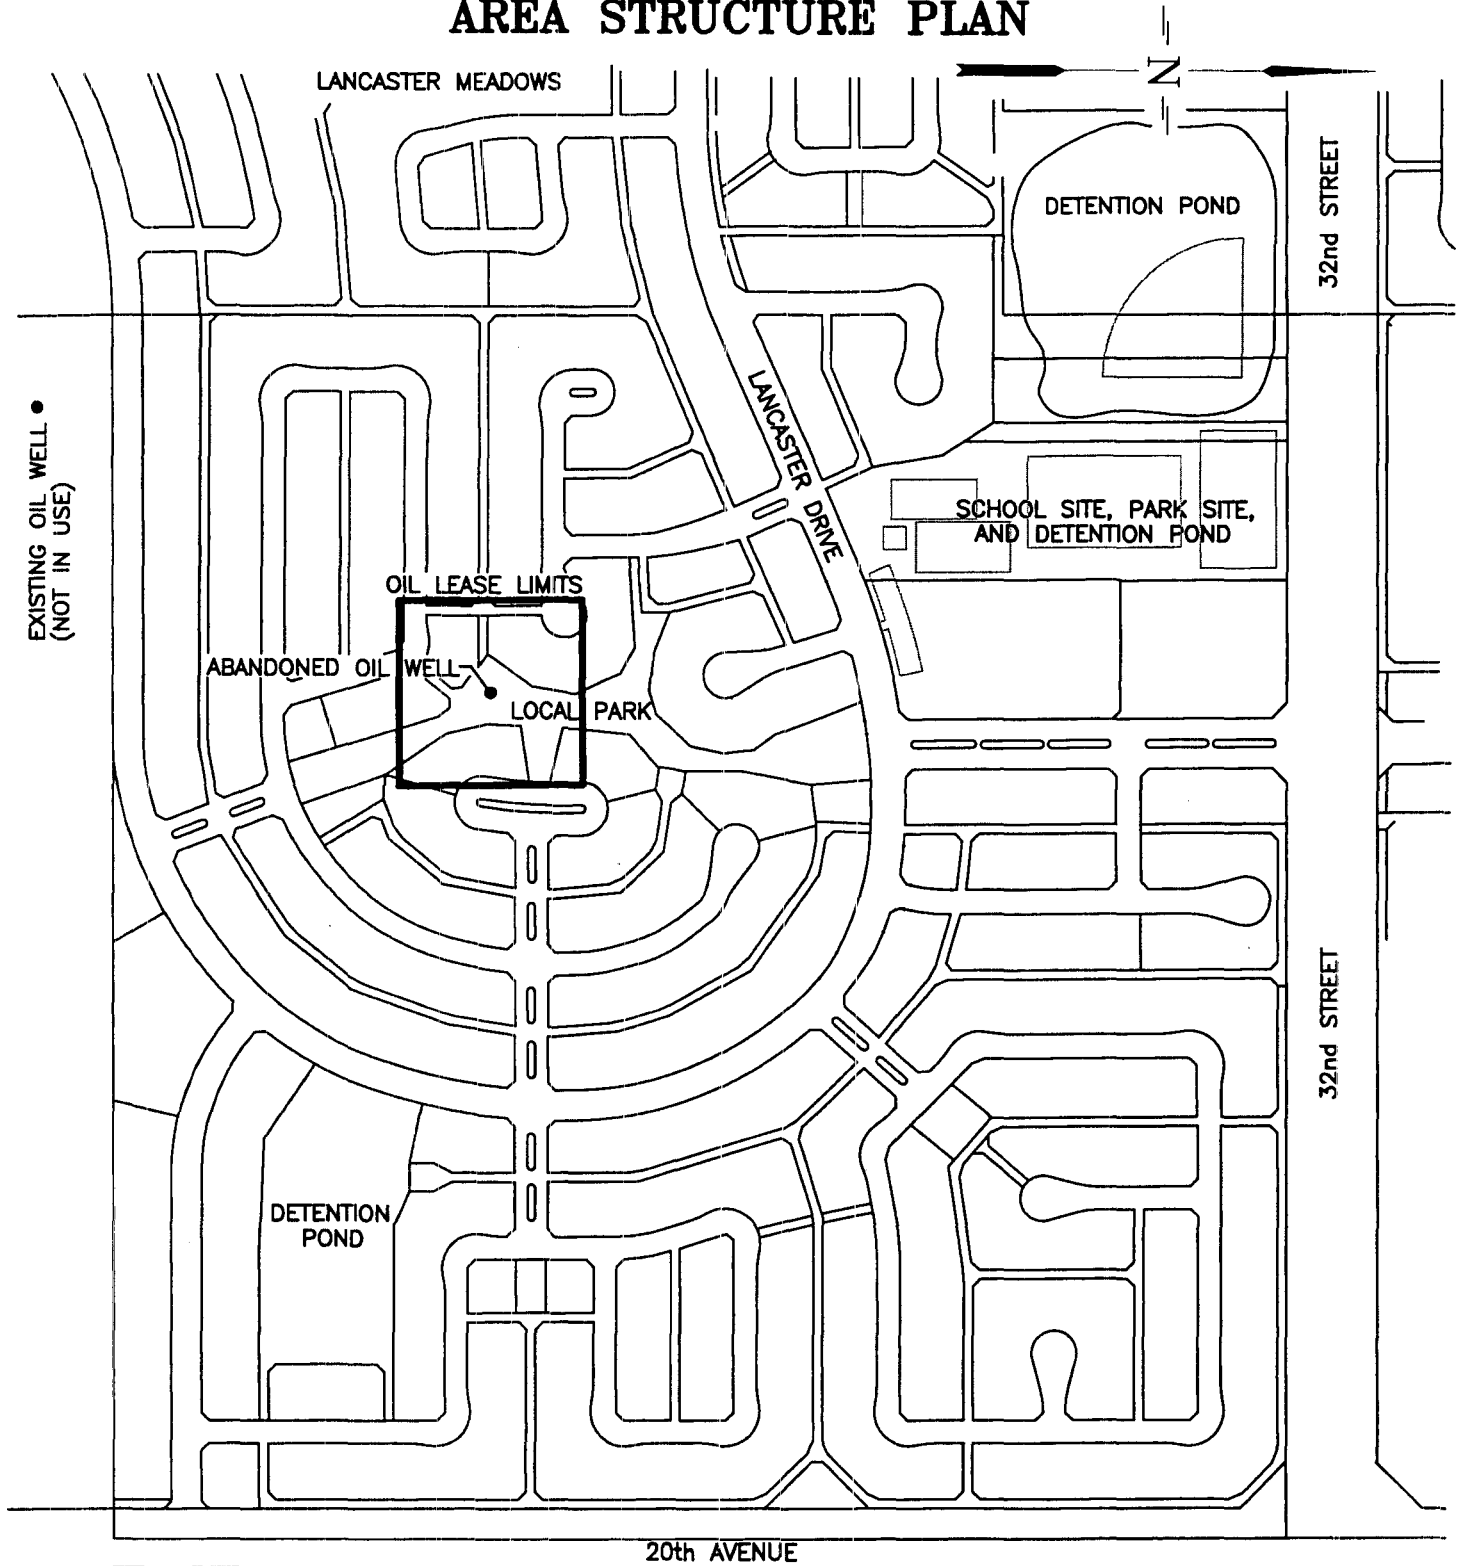 AREA STRUCTURE PLAN
LANCASTER MEADOWS
N
DETENTION POND
32nd STREET
LANCASTER DRIVE
EXISTING OIL WELL
(NOT IN USE)
SCHOOL SITE, PARK SITE,
AND DETENTION POND
OIL LEASE LIMITS
ABANDONED OIL WELL
LOCAL PARK
32nd STREET
DETENTION
POND
20th AVENUE